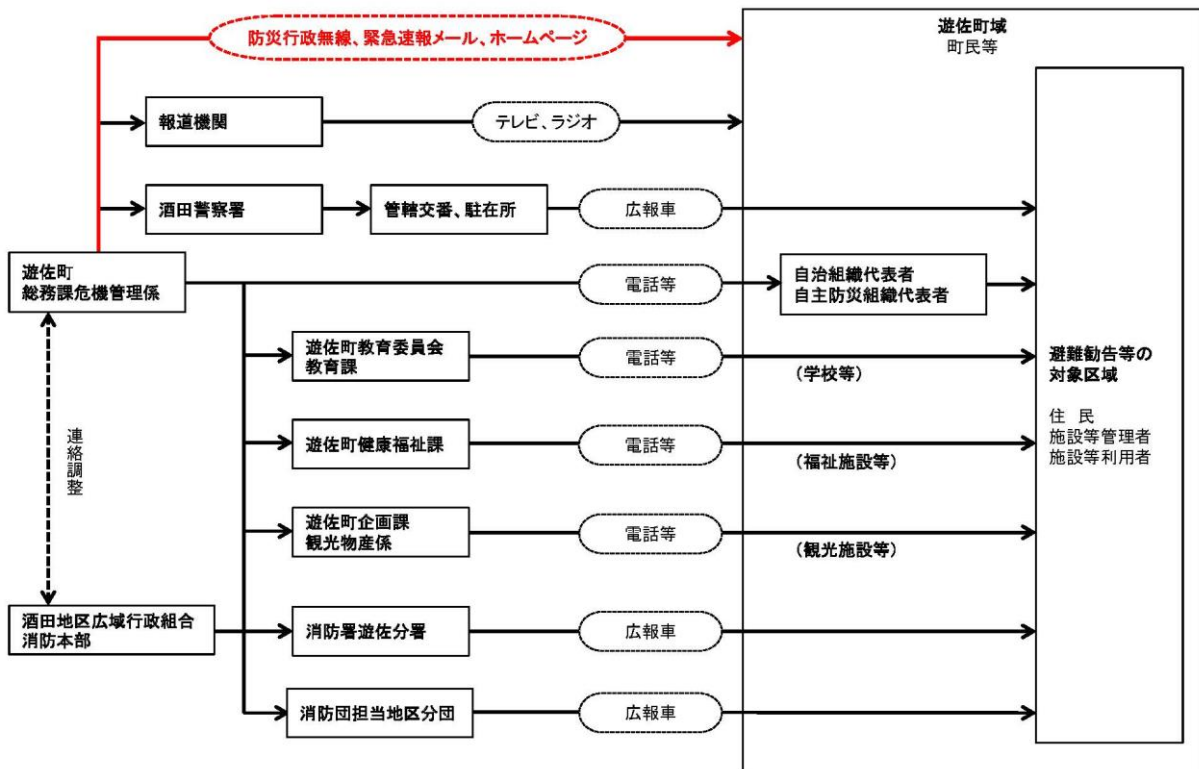 防災行政無線、緊急速報メール、ホームページ
遊佐町域
町民等
報道機関
テレビ、ラジオ
酒田警察署
管轄交番、駐在所
広報車
遊佐町
総務課危機管理係
電話等
自治組織代表者
自主防災組織代表者
遊佐町教育委員会
教育課
電話等
(学校等)
避難勧告等の
対象区域
住 民
施設等管理者
施設等利用者
連絡調整
遊佐町健康福祉課
電話等
(福祉施設等)
遊佐町企画課
観光物産係
電話等
(観光施設等)
酒田地区広域行政組合
消防本部
消防署遊佐分署
広報車
消防団担当地区分団
広報車